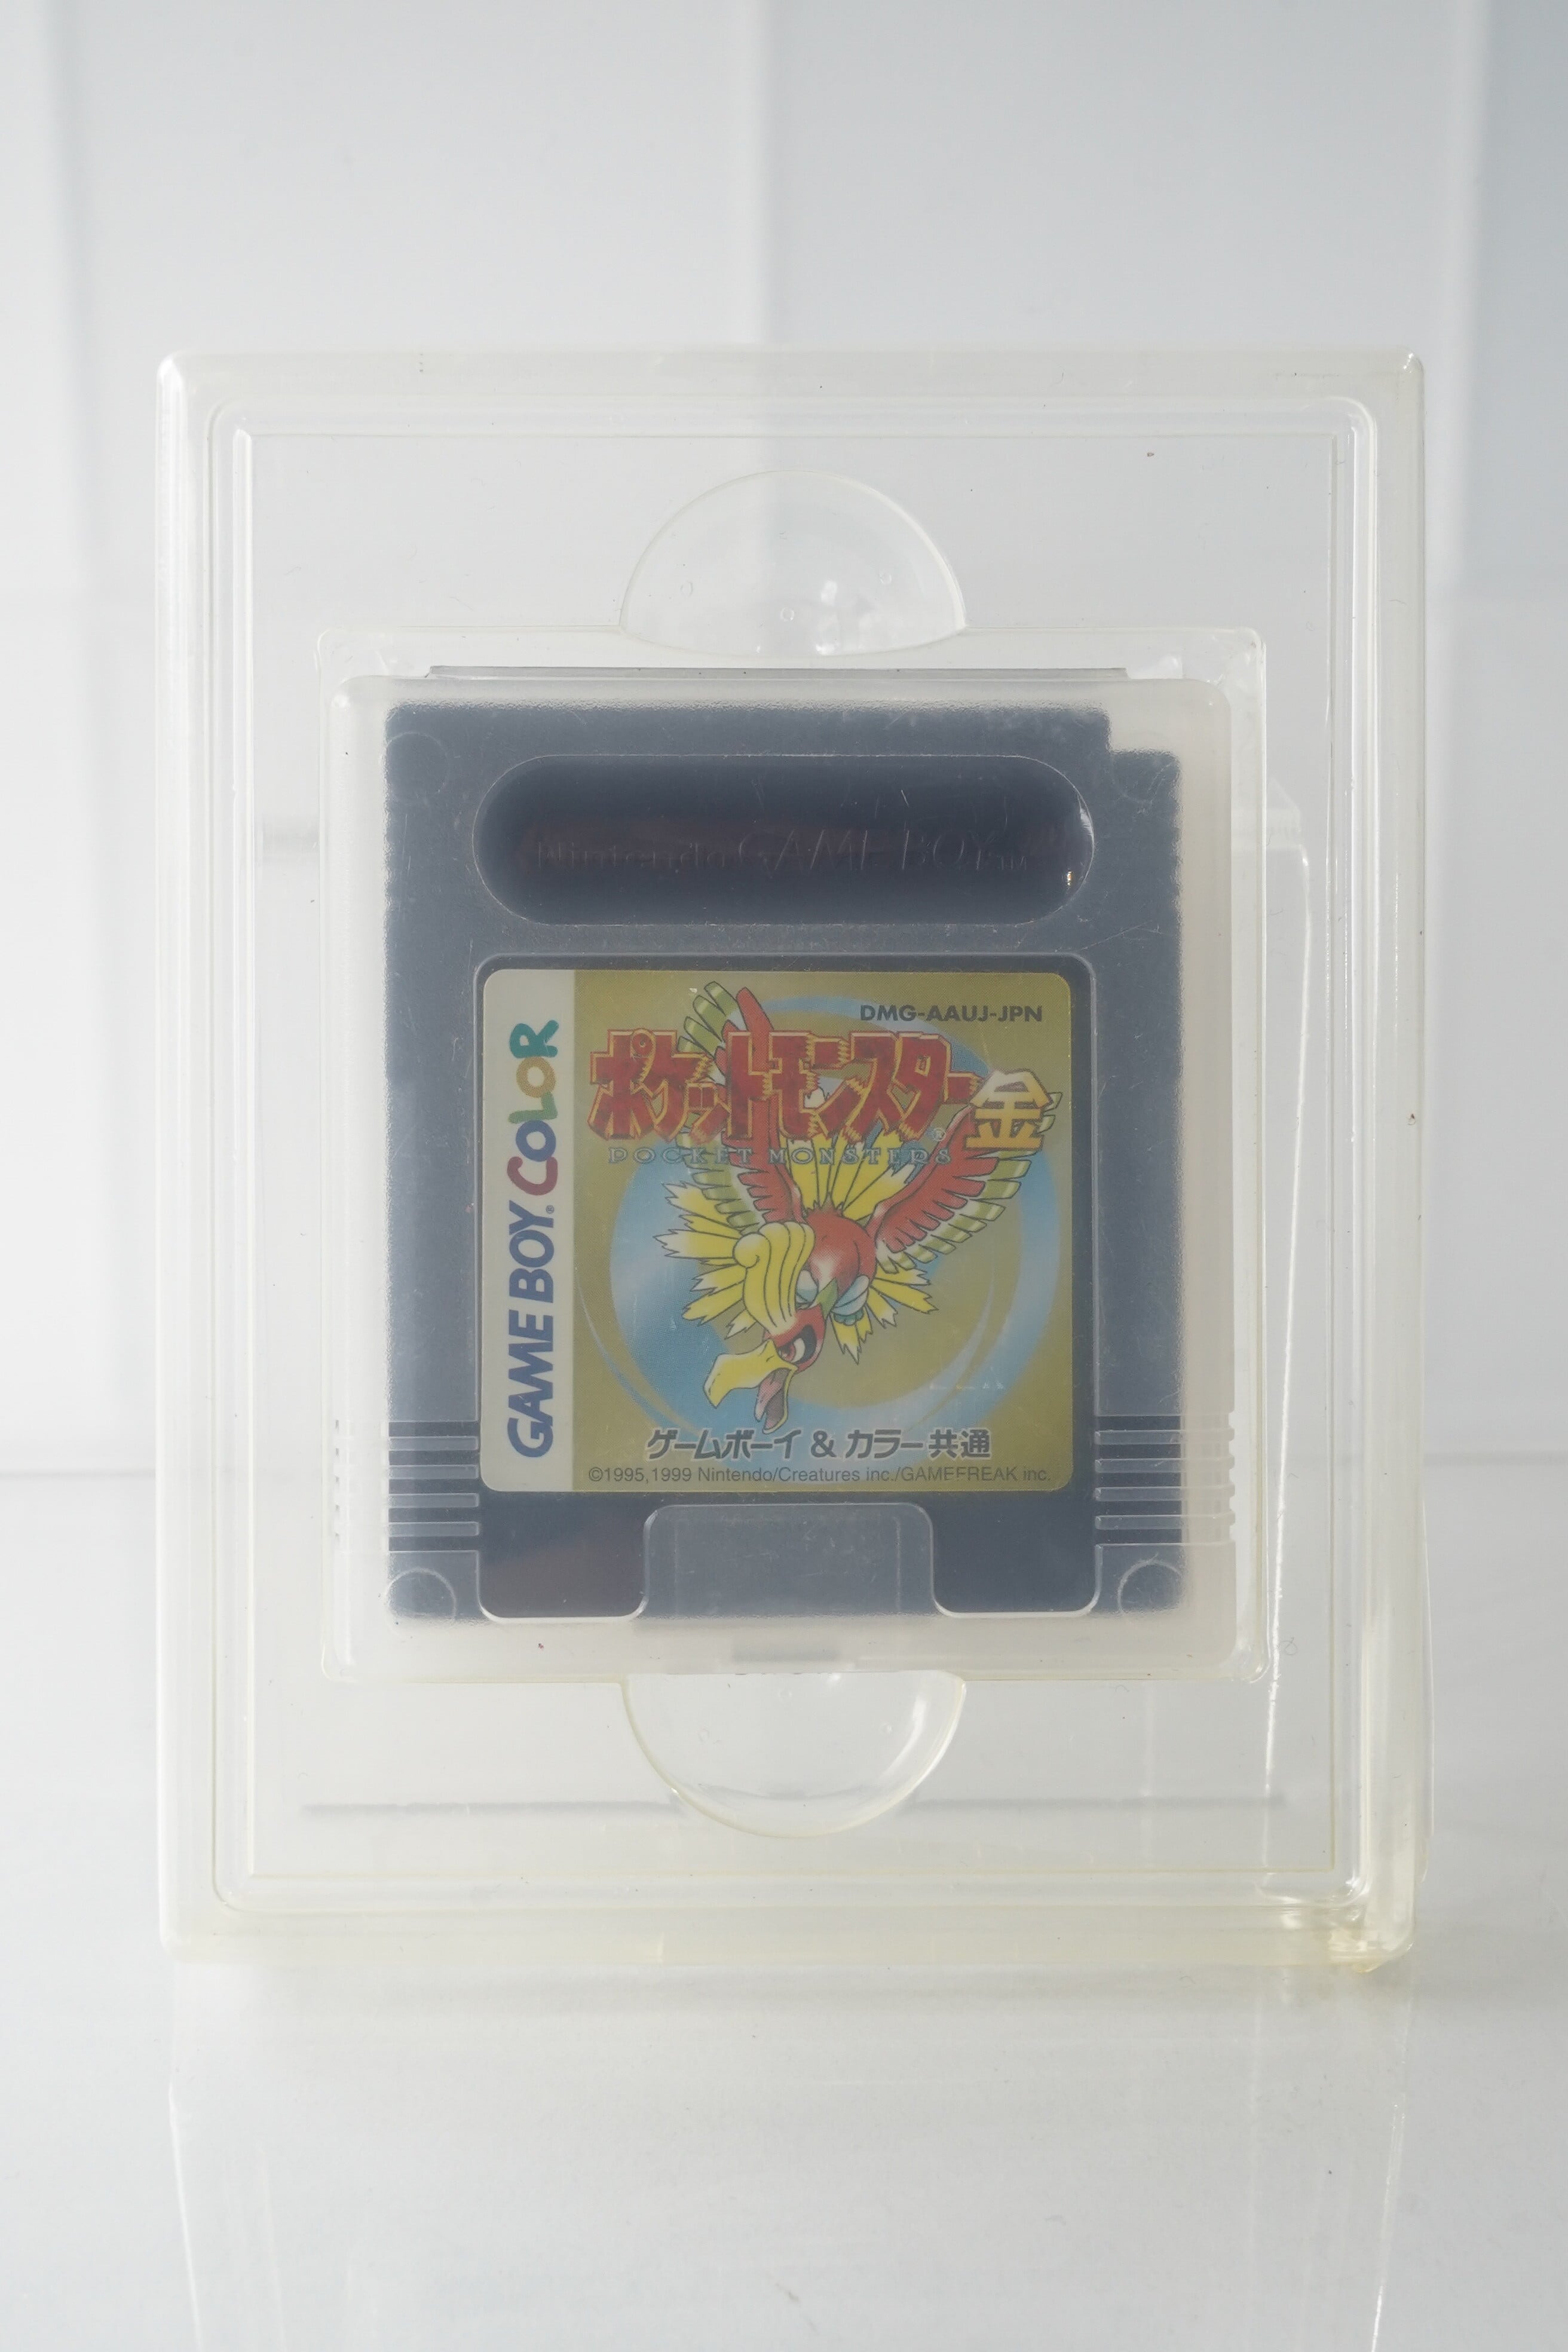 Nintendo GAME BOY TM
GAME BOY® COLOR
DMG-AAUJ-JPN
ポケットモンスター金
®
POCKET MONSTERS
ゲームボーイ & カラー共通
©1995,1999 Nintendo/Creatures inc./GAMEFREAK inc.